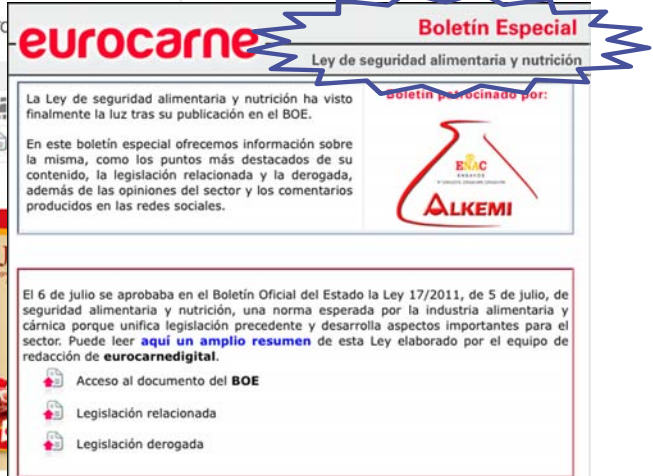 eurocarne
Boletín Especial
Ley de seguridad alimentaria y nutrición
La Ley de seguridad alimentaria y nutrición ha visto
finalmente la luz tras su publicación en el BOE.
En este boletín especial ofrecemos información sobre
la misma, como los puntos más destacados de su
contenido, la legislación relacionada y la derogada,
además de las opiniones del sector y los comentarios
producidos en las redes sociales.
Boletín patrocinado por:
ENAC
ENSAYOS
ALKEMI
El 6 de julio se aprobaba en el Boletín Oficial del Estado la Ley 17/2011, de 5 de julio, de
seguridad alimentaria y nutrición, una norma esperada por la industria alimentaria y
cárnica porque unifica legislación precedente y desarrolla aspectos importantes para el
sector. Puede leer aquí un amplio resumen de esta Ley elaborado por el equipo de
redacción de eurocarnedigital.
Acceso al documento del BOE
Legislación relacionada
Legislación derogada